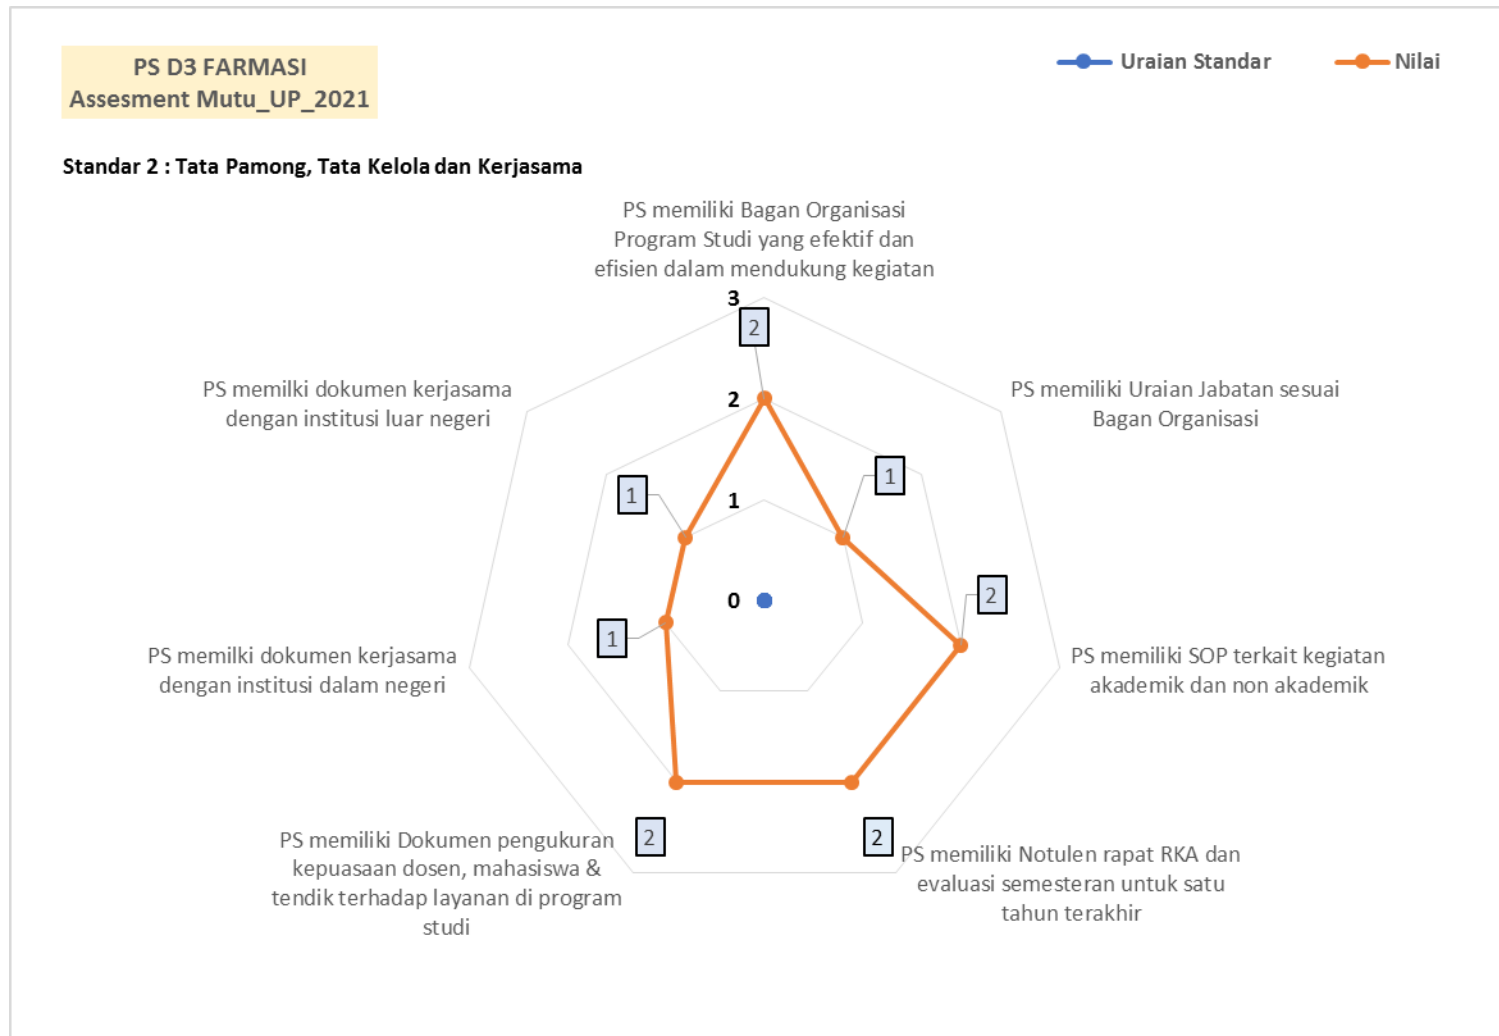 PS D3 FARMASI
Assesment Mutu_UP_2021
Uraian Standar
Nilai
Standar 2 : Tata Pamong, Tata Kelola dan Kerjasama
PS memiliki Bagan Organisasi
Program Studi yang efektif dan
efisien dalam mendukung kegiatan
3
2
PS memilki dokumen kerjasama
dengan institusi luar negeri
PS memiliki Uraian Jabatan sesuai
Bagan Organisasi
2
1
1
1
0
2
1
PS memilki dokumen kerjasama
dengan institusi dalam negeri
PS memiliki SOP terkait kegiatan
akademik dan non akademik
2
2
PS memiliki Dokumen pengukuran
kepuasaan dosen, mahasiswa &
tendik terhadap layanan di program
studi
PS memiliki Notulen rapat RKA dan
evaluasi semesteran untuk satu
tahun terakhir